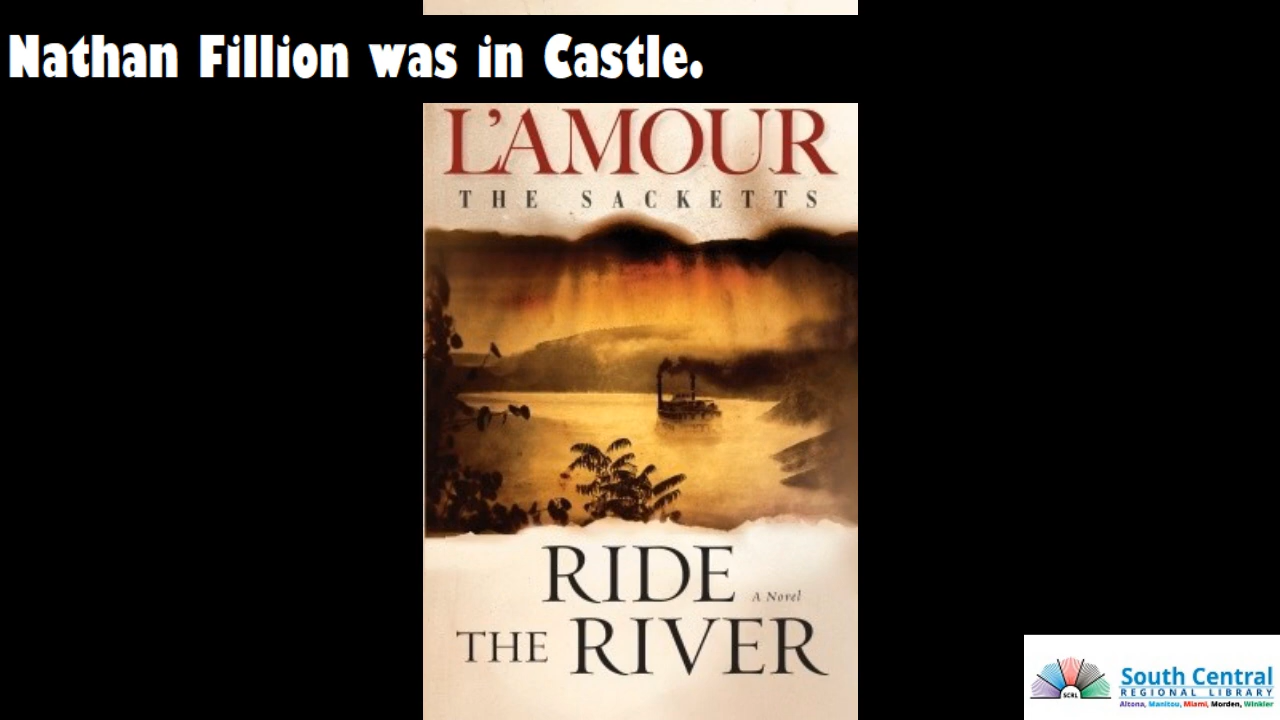 Nathan Fillion was in Castle.
L'AMOUR
THE SACKETTS
RIDE
A Novel
THE RIVER
SCRL
South Central
REGIONAL LIBRARY
Altona, Manitou, Miami, Morden, Winkler